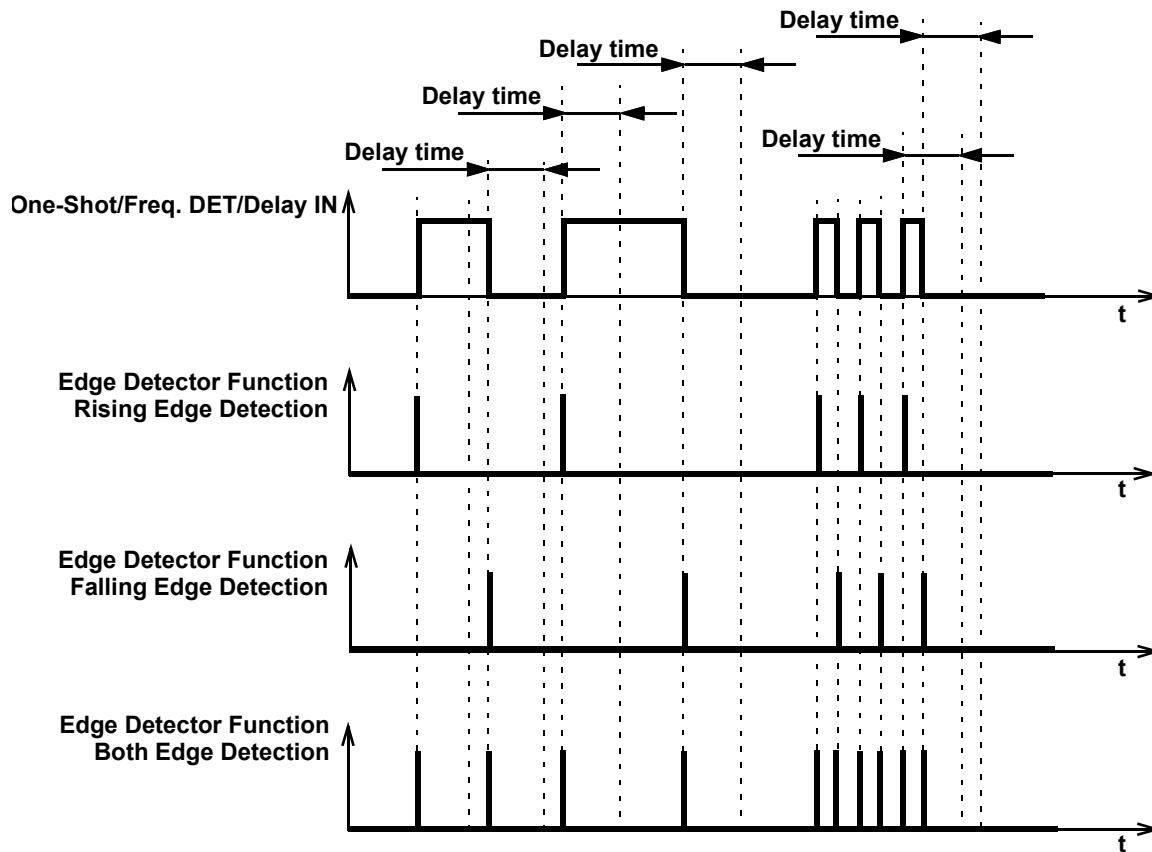 Delay time
Delay time
Delay time
Delay time
Delay time
One-Shot/Freq. DET/Delay IN
t
Edge Detector Function
Rising Edge Detection
t
Edge Detector Function
Falling Edge Detection
t
Edge Detector Function
Both Edge Detection
t